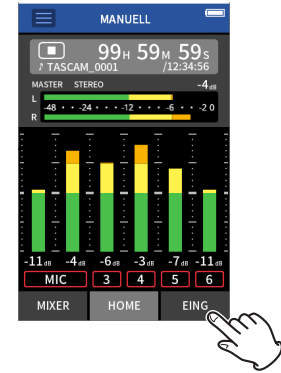 MANUELL
99H 59M 59S
♪ TASCAM_0001 /12:34:56
MASTER STEREO -4dB
L
-48 • • -24 • • • -12 • • • -6 • • -2 0
R
-11dB -4dB -6dB -3dB -7dB -11dB
MIC 3 4 5 6
MIXER HOME EING